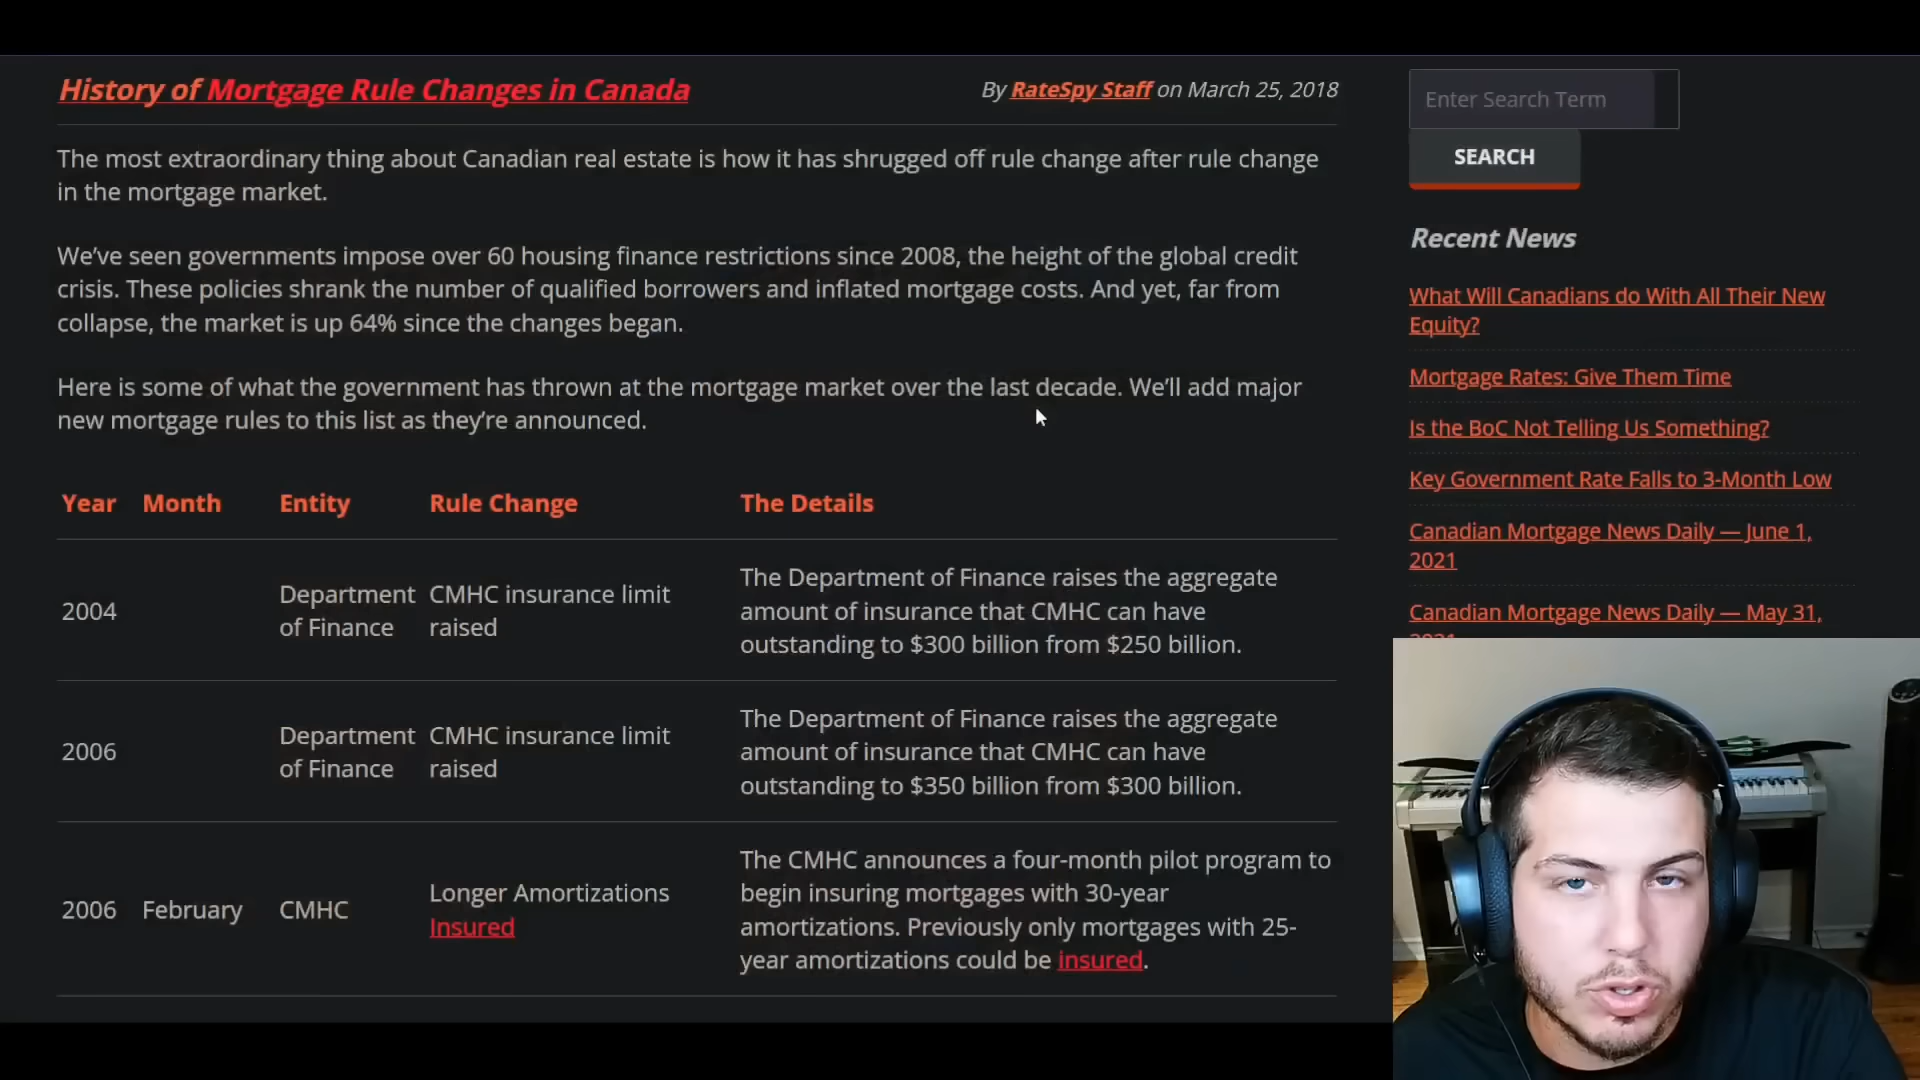 History of Mortgage Rule Changes in Canada
By RateSpy Staff on March 25, 2018
The most extraordinary thing about Canadian real estate is how it has shrugged off rule change after rule change
in the mortgage market.
We've seen governments impose over 60 housing finance restrictions since 2008, the height of the global credit
crisis. These policies shrank the number of qualified borrowers and inflated mortgage costs. And yet, far from
collapse, the market is up 64% since the changes began.
Here is some of what the government has thrown at the mortgage market over the last decade. We'll add major
new mortgage rules to this list as they're announced.
Year Month Entity Rule Change The Details
2004
Department
of Finance
CMHC insurance limit
raised
The Department of Finance raises the aggregate
amount of insurance that CMHC can have
outstanding to $300 billion from $250 billion.
2006
Department
of Finance
CMHC insurance limit
raised
The Department of Finance raises the aggregate
amount of insurance that CMHC can have
outstanding to $350 billion from $300 billion.
2006 February CMHC
Longer Amortizations
Insured
The CMHC announces a four-month pilot program to
begin insuring mortgages with 30-year
amortizations. Previously only mortgages with 25-
year amortizations could be insured.
Enter Search Term
SEARCH
Recent News
What Will Canadians do With All Their New
Equity?
Mortgage Rates: Give Them Time
Is the BoC Not Telling Us Something?
Key Government Rate Falls to 3-Month Low
Canadian Mortgage News Daily — June 1,
2021
Canadian Mortgage News Daily — May 31,